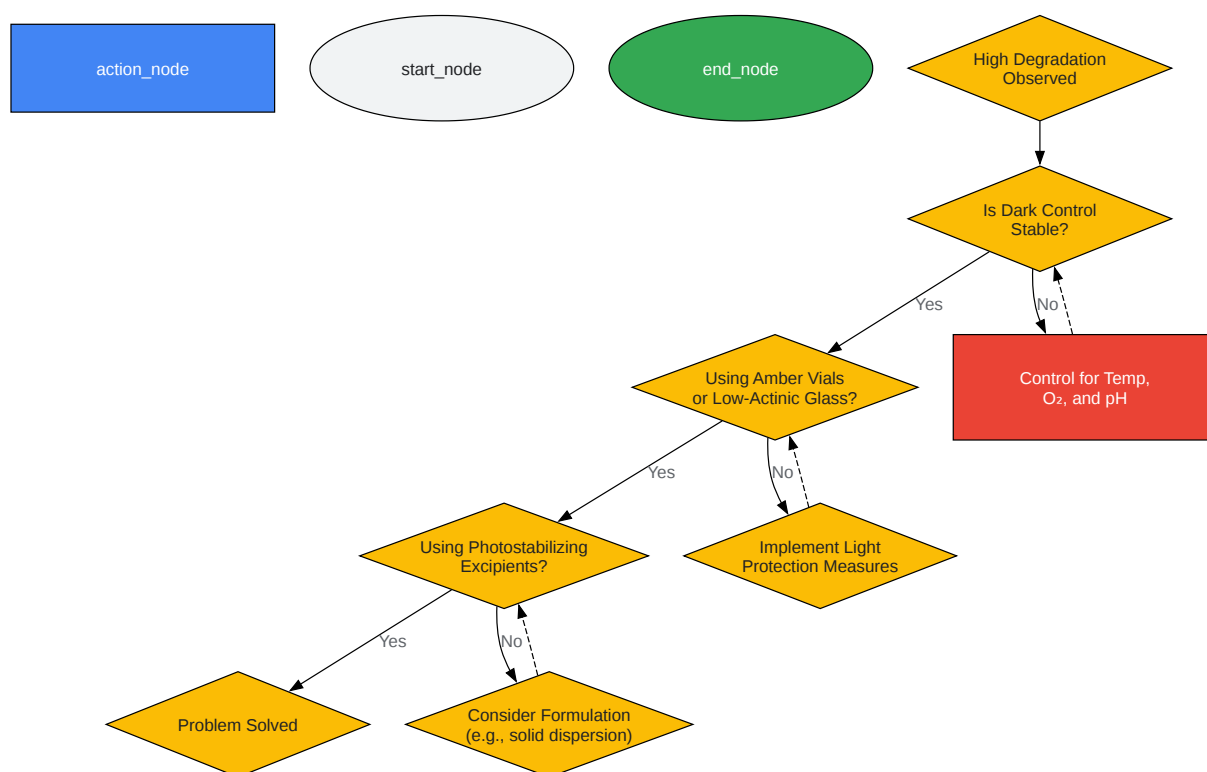 action_node
start_node
end_node
High Degradation
Observed
Is Dark Control
Stable?
Yes
No
Using Amber Vials
or Low-Actinic Glass?
Control for Temp,
O₂, and pH
Yes
No
Using Photostabilizing
Excipients?
Implement Light
Protection Measures
Yes
No
Problem Solved
Consider Formulation
(e.g., solid dispersion)